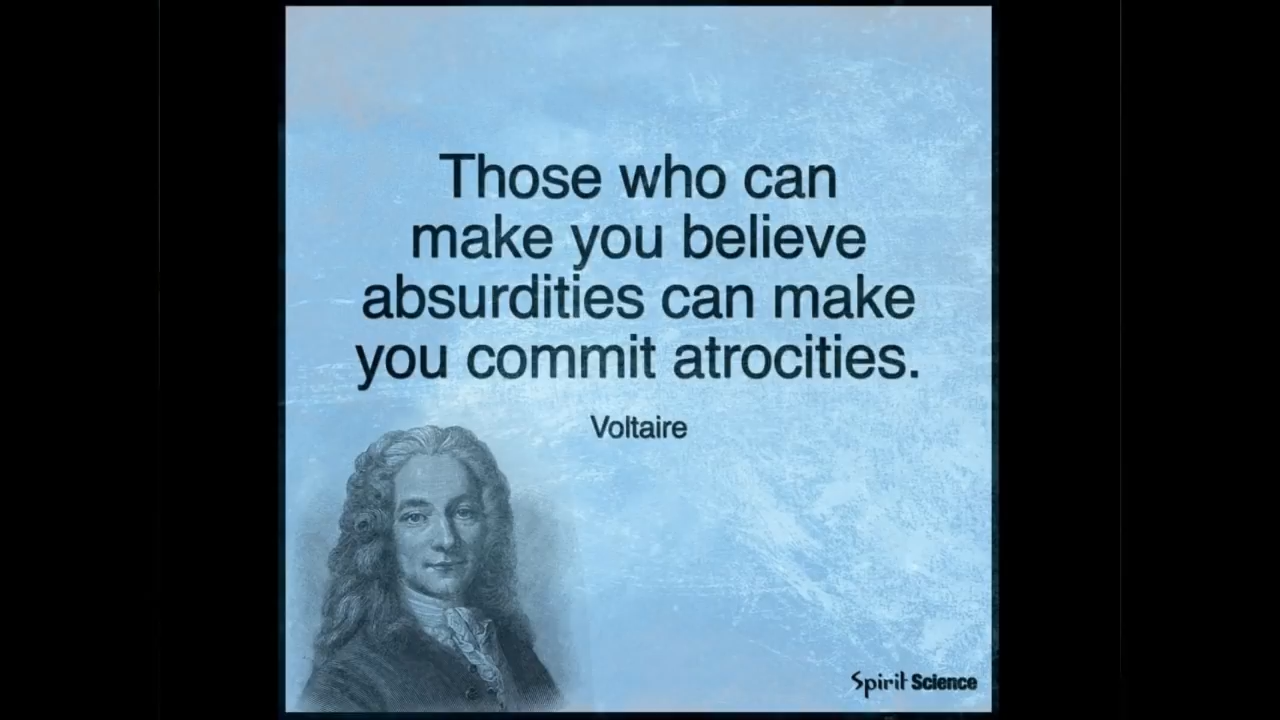 Those who can
make you believe
absurdities can make
you commit atrocities.
Voltaire
Spirit Science